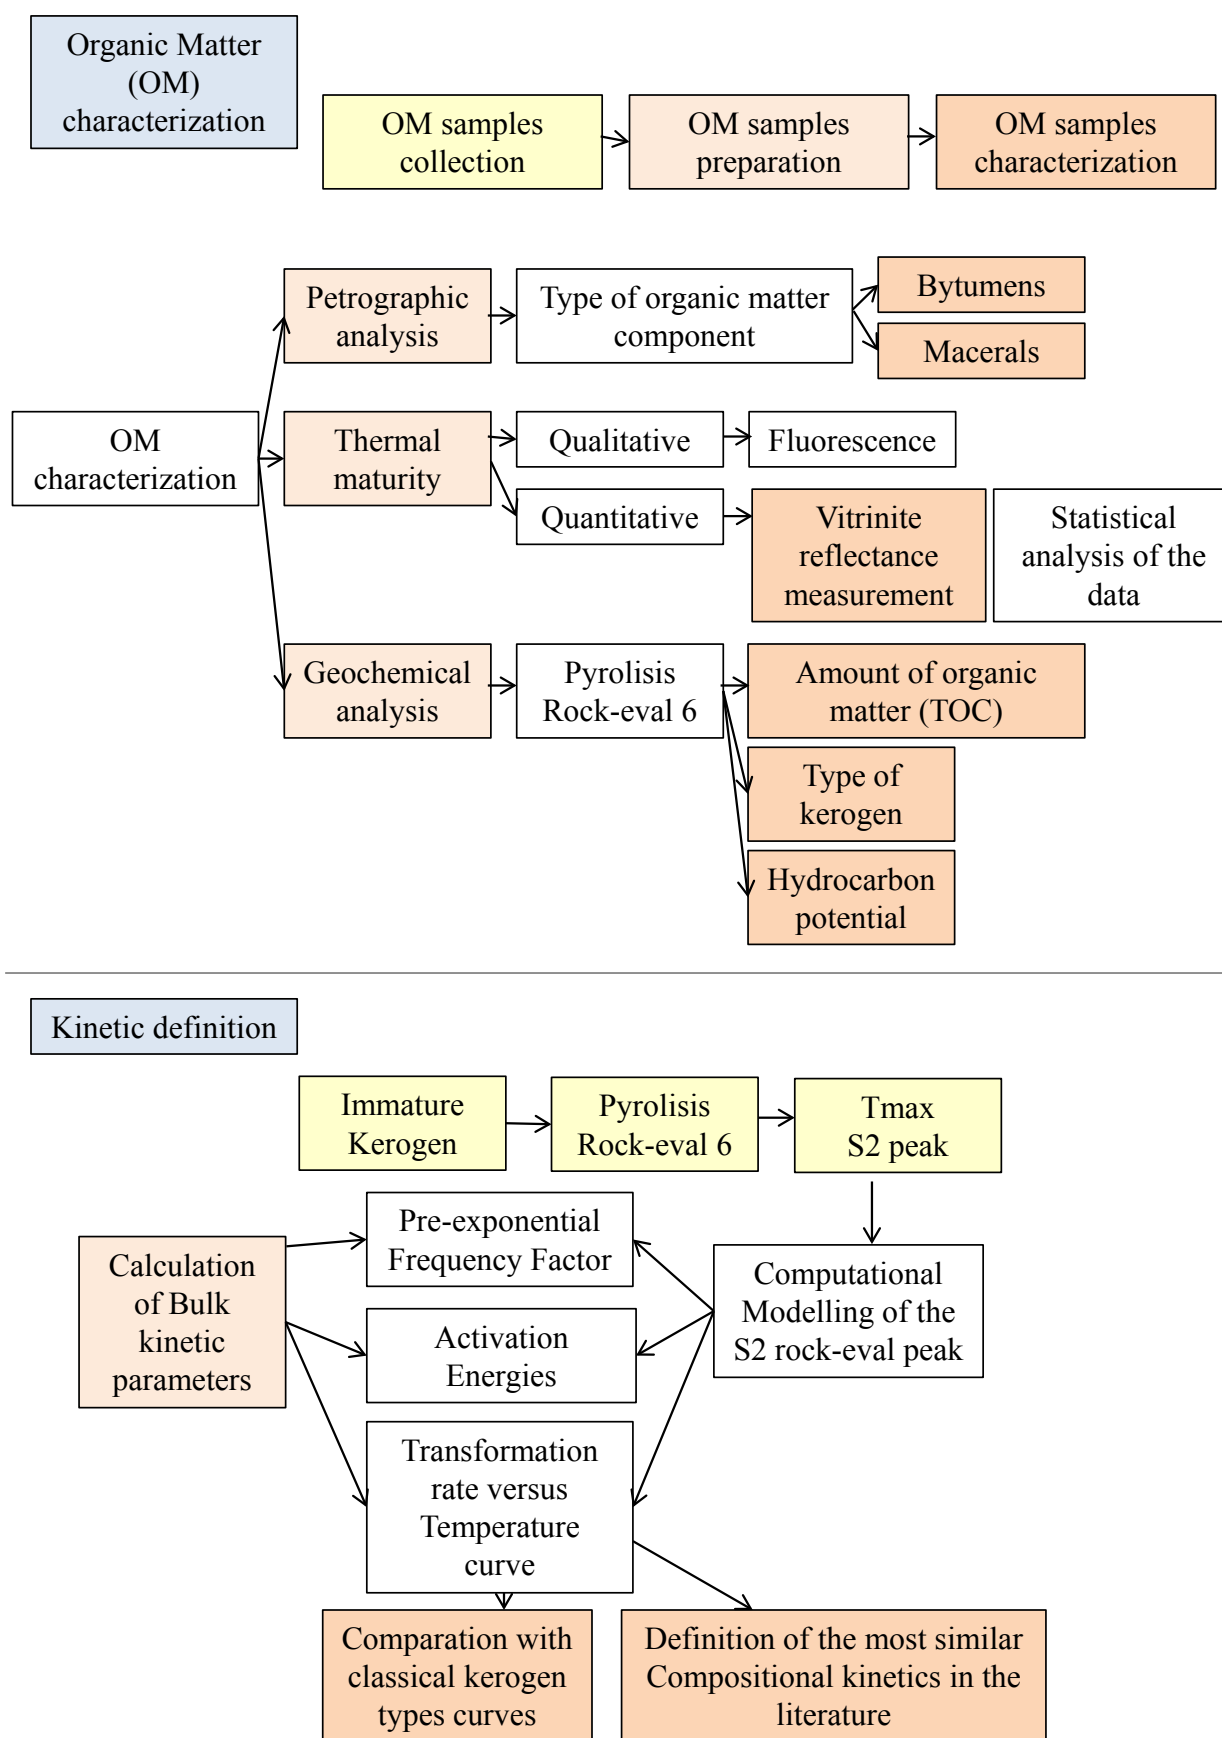 Organic Matter
(OM)
characterization
OM samples
collection
OM samples
preparation
OM samples
characterization
Petrographic
analysis
Type of organic matter
component
Bytumens
Macerals
OM
characterization
Thermal
maturity
Qualitative
Fluorescence
Quantitative
Vitrinite
reflectance
measurement
Statistical
analysis of the
data
Geochemical
analysis
Pyrolisis
Rock-eval 6
Amount of organic
matter (TOC)
Type of
kerogen
Hydrocarbon
potential
Kinetic definition
Immature
Kerogen
Pyrolisis
Rock-eval 6
Tmax
S2 peak
Calculation
of Bulk
kinetic
parameters
Pre-exponential
Frequency Factor
Activation
Energies
Computational
Modelling of the
S2 rock-eval peak
Transformation
rate versus
Temperature
curve
Comparation with
classical kerogen
types curves
Definition of the most similar
Compositional kinetics in the
literature